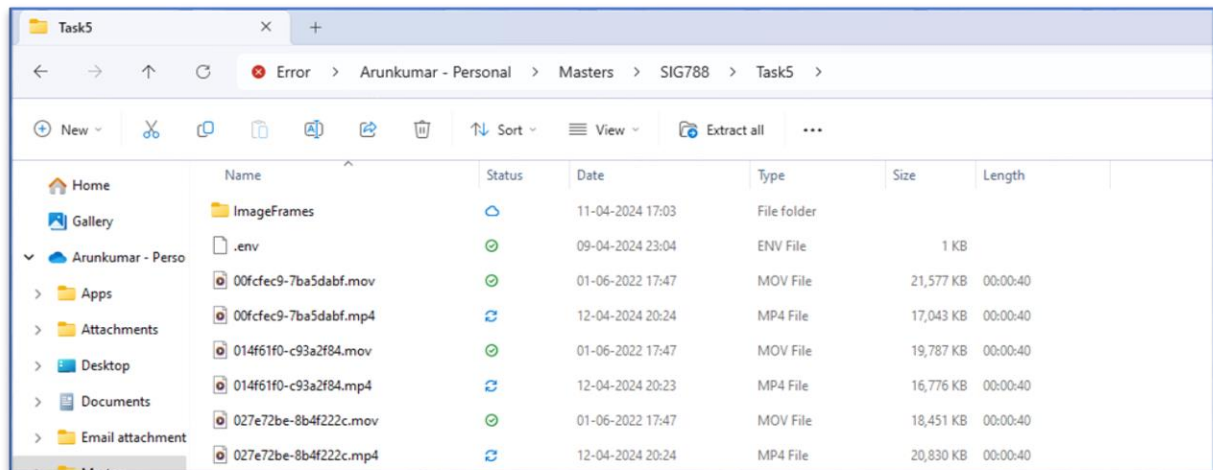 Task5
Error > Arunkumar - Personal > Masters > SIG788 > Task5 >
New Sort View Extract all ...
Name Status Date Type Size Length
Home
Gallery
Arunkumar - Perso
Apps
Attachments
Desktop
Documents
Email attachment
ImageFrames 11-04-2024 17:03 File folder
.env 09-04-2024 23:04 ENV File 1 KB
00fcfec9-7ba5dabf.mov 01-06-2022 17:47 MOV File 21,577 KB 00:00:40
00fcfec9-7ba5dabf.mp4 12-04-2024 20:24 MP4 File 17,043 KB 00:00:40
014f61f0-c93a2f84.mov 01-06-2022 17:47 MOV File 19,787 KB 00:00:40
014f61f0-c93a2f84.mp4 12-04-2024 20:23 MP4 File 16,776 KB 00:00:40
027e72be-8b4f222c.mov 01-06-2022 17:47 MOV File 18,451 KB 00:00:40
027e72be-8b4f222c.mp4 12-04-2024 20:24 MP4 File 20,830 KB 00:00:40